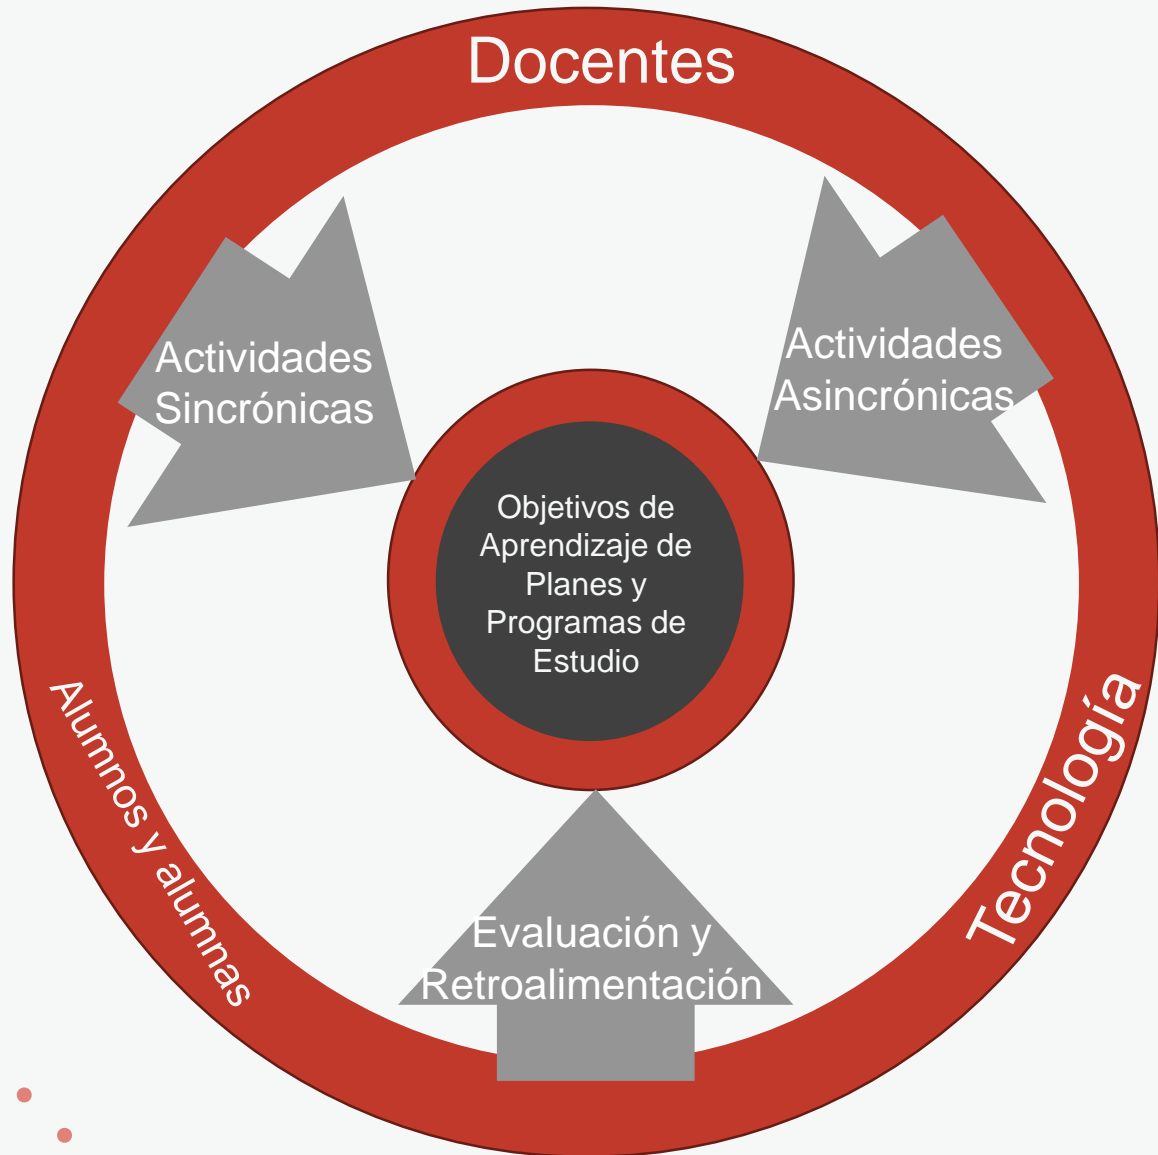 Docentes
Actividades
Sincrónicas
Actividades
Asincrónicas
Objetivos de
Aprendizaje de
Planes y
Programas de
Estudio
Alumnos y alumnas
Tecnología
Evaluación y
Retroalimentación